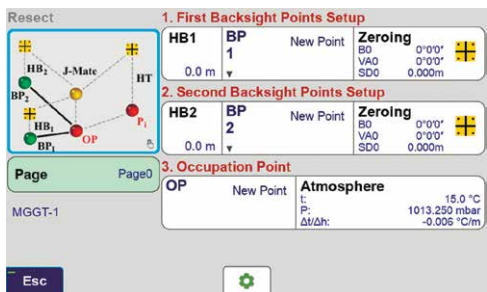 Resect
HB2
J-Mate
HT
BP2
HB1
OP
Pi
BP1
Page Page0
MGGT-1
1. First Backsight Points Setup
HB1 BP 1 New Point Zeroing
B0 0°0'0"
VA0 0°0'0"
0.0 m SD0 0.000m
2. Second Backsight Points Setup
HB2 BP 2 New Point Zeroing
B0 0°0'0"
VA0 0°0'0"
0.0 m SD0 0.000m
3. Occupation Point
OP New Point Atmosphere
t: 15.0 °C
P: 1013.250 mbar
Δt/Δh: -0.006 °C/m
Esc